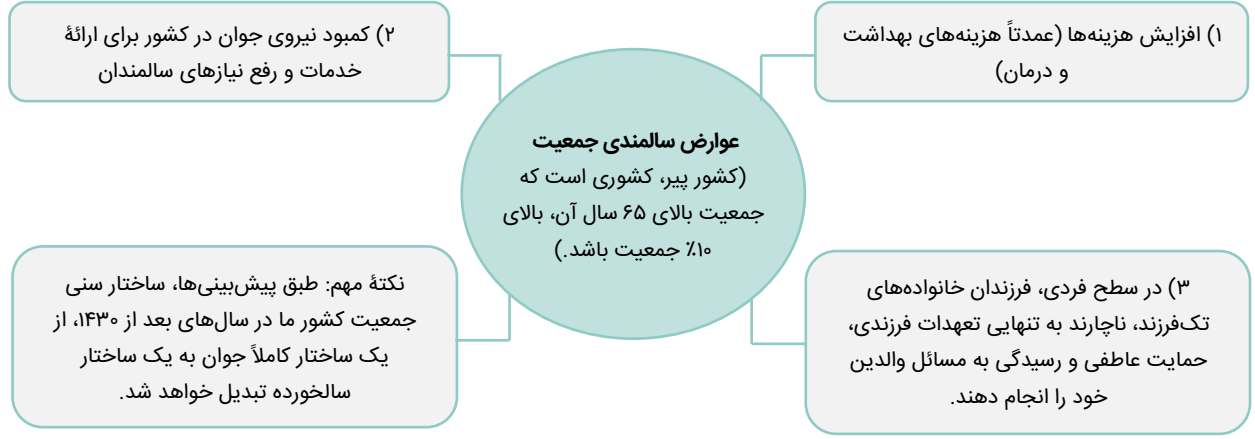 ۱) افزایش هزینه‌ها (عمدتاً هزینه‌های بهداشت
و درمان)
۲) کمبود نیروی جوان در کشور برای ارائهٔ
خدمات و رفع نیازهای سالمندان
عوارض سالمندی جمعیت
(کشور پیر، کشوری است که
جمعیت بالای ۶۵ سال آن، بالای
۱۰٪ جمعیت باشد.)
۳) در سطح فردی، فرزندان خانواده‌های
تک‌فرزند، ناچارند به تنهایی تعهدات فرزندی،
حمایت عاطفی و رسیدگی به مسائل والدین
خود را انجام دهند.
نکتهٔ مهم: طبق پیش‌بینی‌ها، ساختار سنی
جمعیت کشور ما در سال‌های بعد از ۱۴۳۰، از
یک ساختار کاملاً جوان به یک ساختار
سالخورده تبدیل خواهد شد.